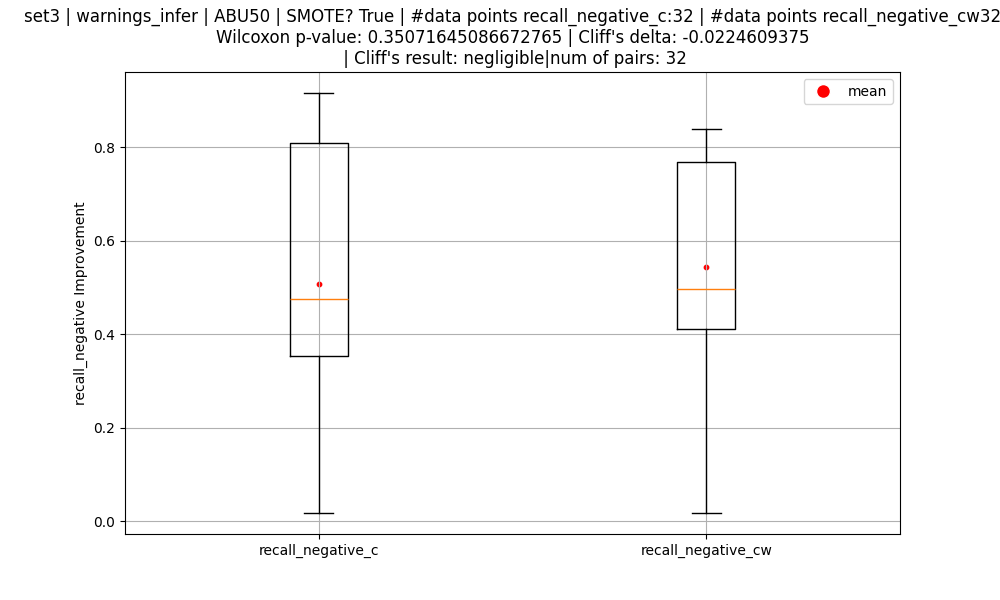 set3 | warnings_infer | ABU50 | SMOTE? True | #data points recall_negative_c:32 | #data points recall_negative_cw32
Wilcoxon p-value: 0.35071645086672765 | Cliff's delta: -0.0224609375
| Cliff's result: negligible|num of pairs: 32
mean
0.8
0.6
0.4
0.2
0.0
recall_negative Improvement
recall_negative_c
recall_negative_cw